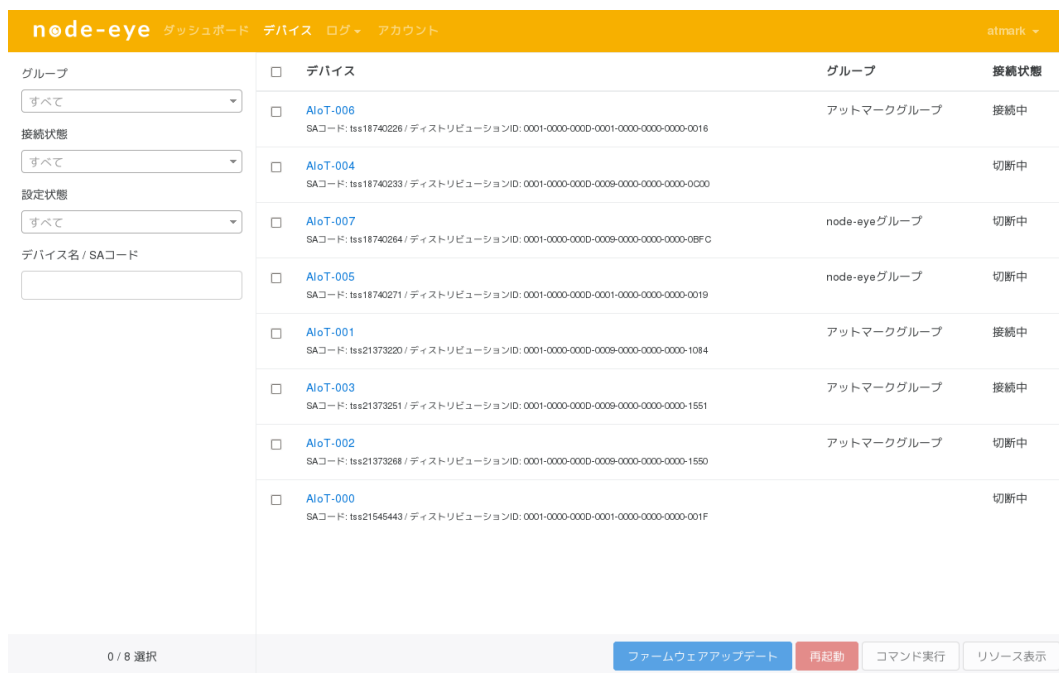 node-eye ダッシュボード デバイス ログ アカウント atmark
グループ
すべて
接続状態
すべて
設定状態
すべて
デバイス名 / SAコード
デバイス グループ 接続状態
AIoT-006 アットマークグループ 接続中
SAコード: tss18740226 / ディストリビューションID: 0001-0000-000D-0001-0000-0000-0000-0016
AIoT-004 切断中
SAコード: tss18740233 / ディストリビューションID: 0001-0000-000D-0009-0000-0000-0000-0C00
AIoT-007 node-eyeグループ 切断中
SAコード: tss18740264 / ディストリビューションID: 0001-0000-000D-0009-0000-0000-0000-0BFC
AIoT-005 node-eyeグループ 切断中
SAコード: tss18740271 / ディストリビューションID: 0001-0000-000D-0001-0000-0000-0000-0019
AIoT-001 アットマークグループ 接続中
SAコード: tss21373220 / ディストリビューションID: 0001-0000-000D-0009-0000-0000-0000-1084
AIoT-003 アットマークグループ 接続中
SAコード: tss21373251 / ディストリビューションID: 0001-0000-000D-0009-0000-0000-0000-1551
AIoT-002 アットマークグループ 切断中
SAコード: tss21373268 / ディストリビューションID: 0001-0000-000D-0009-0000-0000-0000-1550
AIoT-000 切断中
SAコード: tss21545443 / ディストリビューションID: 0001-0000-000D-0001-0000-0000-0000-001F
0 / 8 選択 ファームウェアアップデート 再起動 コマンド実行 リソース表示